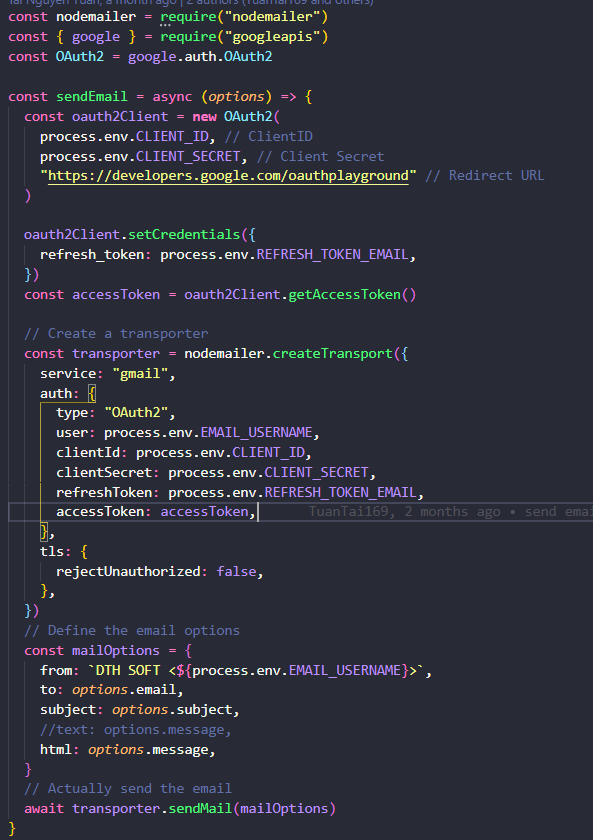 Tai Nguyen Tuan, a month ago | 2 authors (TuanTai169 and others)
const nodemailer = require("nodemailer")
const { google } = require("googleapis")
const OAuth2 = google.auth.OAuth2
const sendEmail = async (options) => {
const oauth2Client = new OAuth2(
process.env.CLIENT_ID, // ClientID
process.env.CLIENT_SECRET, // Client Secret
"https://developers.google.com/oauthplayground" // Redirect URL
)
oauth2Client.setCredentials({
refresh_token: process.env.REFRESH_TOKEN_EMAIL,
})
const accessToken = oauth2Client.getAccessToken()
// Create a transporter
const transporter = nodemailer.createTransport({
service: "gmail",
auth: {
type: "OAuth2",
user: process.env.EMAIL_USERNAME,
clientId: process.env.CLIENT_ID,
clientSecret: process.env.CLIENT_SECRET,
refreshToken: process.env.REFRESH_TOKEN_EMAIL,
accessToken: accessToken, TuanTai169, 2 months ago • send emai
},
tls: {
rejectUnauthorized: false,
},
})
// Define the email options
const mailOptions = {
from: `DTH SOFT <${process.env.EMAIL_USERNAME}>`,
to: options.email,
subject: options.subject,
//text: options.message,
html: options.message,
}
// Actually send the email
await transporter.sendMail(mailOptions)
}